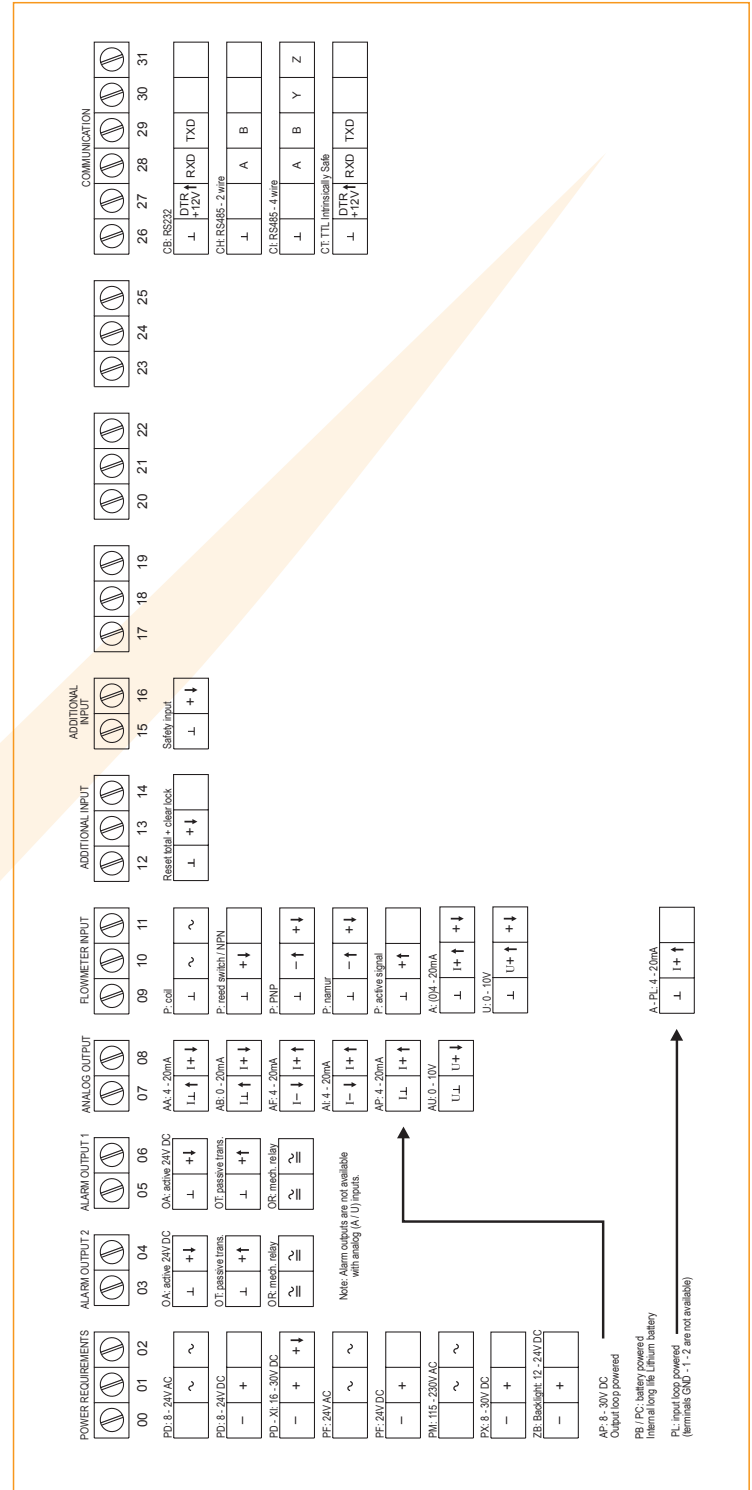 POWER REQUIREMENTS
00 01 02
PD: 8 - 24V AC
~ ~
PD: 8 - 24V DC
− +
PD - XI: 16 - 30V DC
− + +↓
PF: 24V AC
~ ~
PF: 24V DC
− +
PM: 115 - 230V AC
~ ~
PX: 8 - 30V DC
− +
ZB: Backlight: 12 - 24V DC
− +
AP: 8 - 30V DC
Output loop powered
PB / PC: battery powered
Internal long life Lithium battery
PL: input loop powered
(terminals GND - 1 - 2 are not available)
ALARM OUTPUT 2
03 04
OA: active 24V DC
⊥ +↓
OT: passive trans.
⊥ +↑
OR: mech. relay
≂ ≂
ALARM OUTPUT 1
05 06
OA: active 24V DC
⊥ +↓
OT: passive trans.
⊥ +↑
OR: mech. relay
≂ ≂
Note: Alarm outputs are not available
with analog (A / U) inputs.
ANALOG OUTPUT
07 08
AA: 4 - 20mA
I⊥↑ I+↓
AB: 0 - 20mA
I⊥↑ I+↓
AF: 4 - 20mA
I−↓ I+↑
AI: 4 - 20mA
I−↓ I+↑
AP: 4 - 20mA
I⊥ I+↑
AU: 0 - 10V
U⊥ U+↓
FLOWMETER INPUT
09 10 11
P: coil
⊥ ~ ~
P: reed switch / NPN
⊥ +↓
P: PNP
⊥ −↑ +↓
P: namur
⊥ −↑ +↓
P: active signal
⊥ +↑
A: (0)4 - 20mA
⊥ I+↑ +↓
U: 0 - 10V
⊥ U+↑ +↓
A - PL: 4 - 20mA
⊥ I+↑
ADDITIONAL INPUT
12 13 14
Reset total + clear lock
⊥ +↓
ADDITIONAL
INPUT
15 16
Safety input
⊥ +↓
17 18 19
20 21 22
23 24 25
COMMUNICATION
26 27 28 29 30 31
CB: RS232
⊥ DTR +12V↑ RXD TXD
CH: RS485 - 2 wire
⊥ A B
CI: RS485 - 4 wire
⊥ A B Y Z
CT: TTL Intrinsically Safe
⊥ DTR +12V↑ RXD TXD